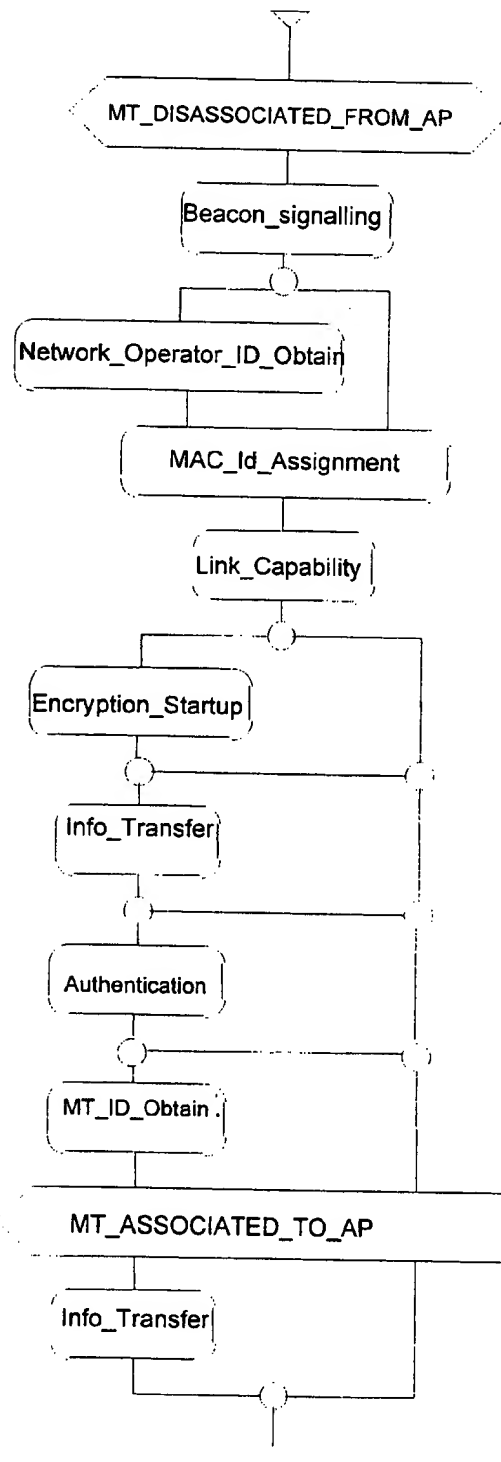 MT_DISASSOCIATED_FROM_AP
Beacon_signalling
Network_Operator_ID_Obtain
MAC_Id_Assignment
Link_Capability
Encryption_Startup
Info_Transfer
Authentication
MT_ID_Obtain
MT_ASSOCIATED_TO_AP
Info_Transfer